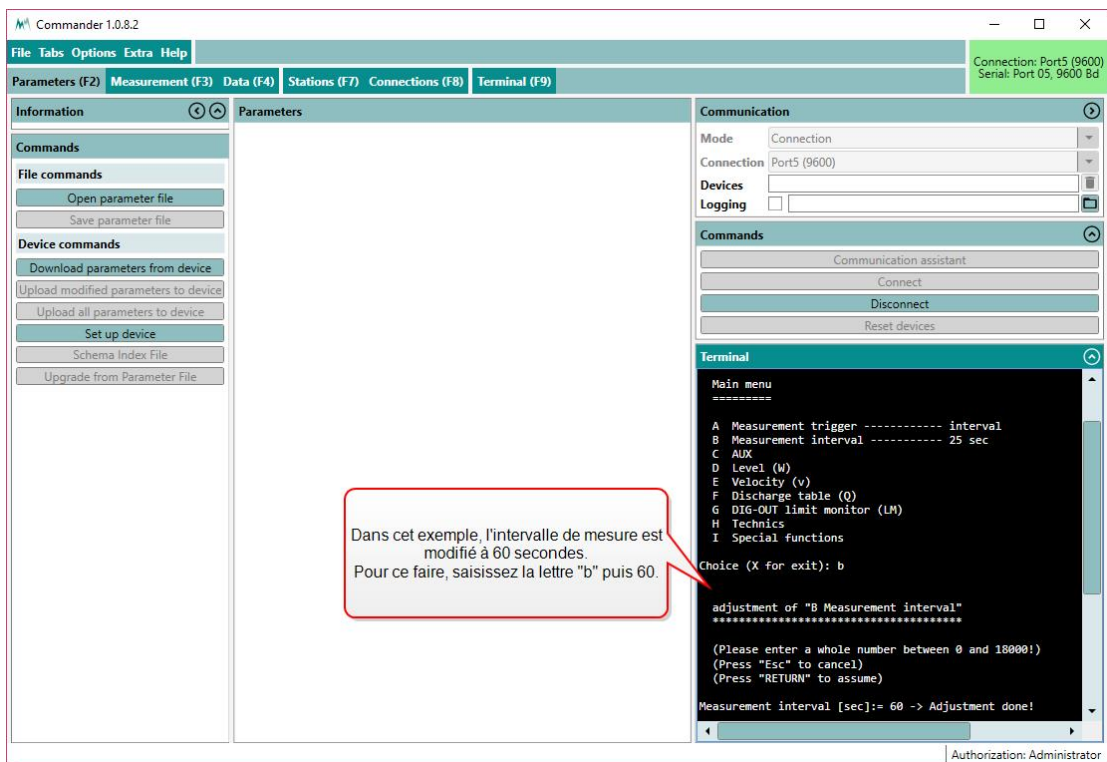 Commander 1.0.8.2
File Tabs Options Extra Help
Connection: Port5 (9600)
Serial: Port 05, 9600 Bd
Parameters (F2) Measurement (F3) Data (F4) Stations (F7) Connections (F8) Terminal (F9)
Information
Commands
File commands
Open parameter file
Save parameter file
Device commands
Download parameters from device
Upload modified parameters to device
Upload all parameters to device
Set up device
Schema Index File
Upgrade from Parameter File
Parameters
Dans cet exemple, l'intervalle de mesure est
modifié à 60 secondes.
Pour ce faire, saisissez la lettre "b" puis 60.
Communication
Mode Connection
Connection Port5 (9600)
Devices
Logging
Commands
Communication assistant
Connect
Disconnect
Reset devices
Terminal
Main menu
=========
A Measurement trigger ------------ interval
B Measurement interval ----------- 25 sec
C AUX
D Level (W)
E Velocity (v)
F Discharge table (Q)
G DIG-OUT limit monitor (LM)
H Technics
I Special functions
Choice (X for exit): b
adjustment of "B Measurement interval"
**************************************
(Please enter a whole number between 0 and 18000!)
(Press "Esc" to cancel)
(Press "RETURN" to assume)
Measurement interval [sec]:= 60 -> Adjustment done!
Authorization: Administrator